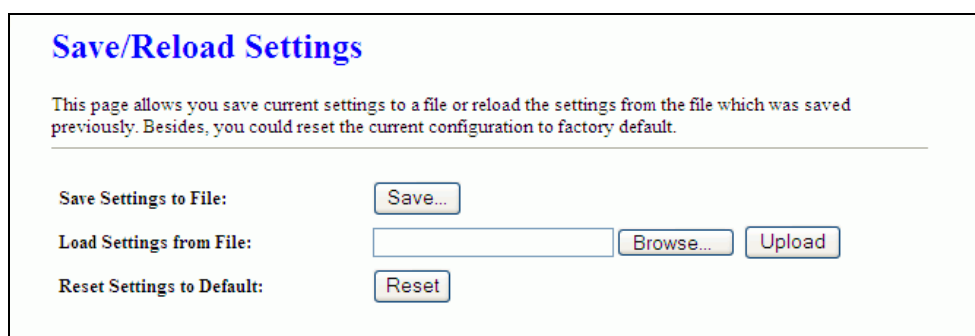 Save/Reload Settings
This page allows you save current settings to a file or reload the settings from the file which was saved
previously. Besides, you could reset the current configuration to factory default.
Save Settings to File: Save...
Load Settings from File: Browse... Upload
Reset Settings to Default: Reset